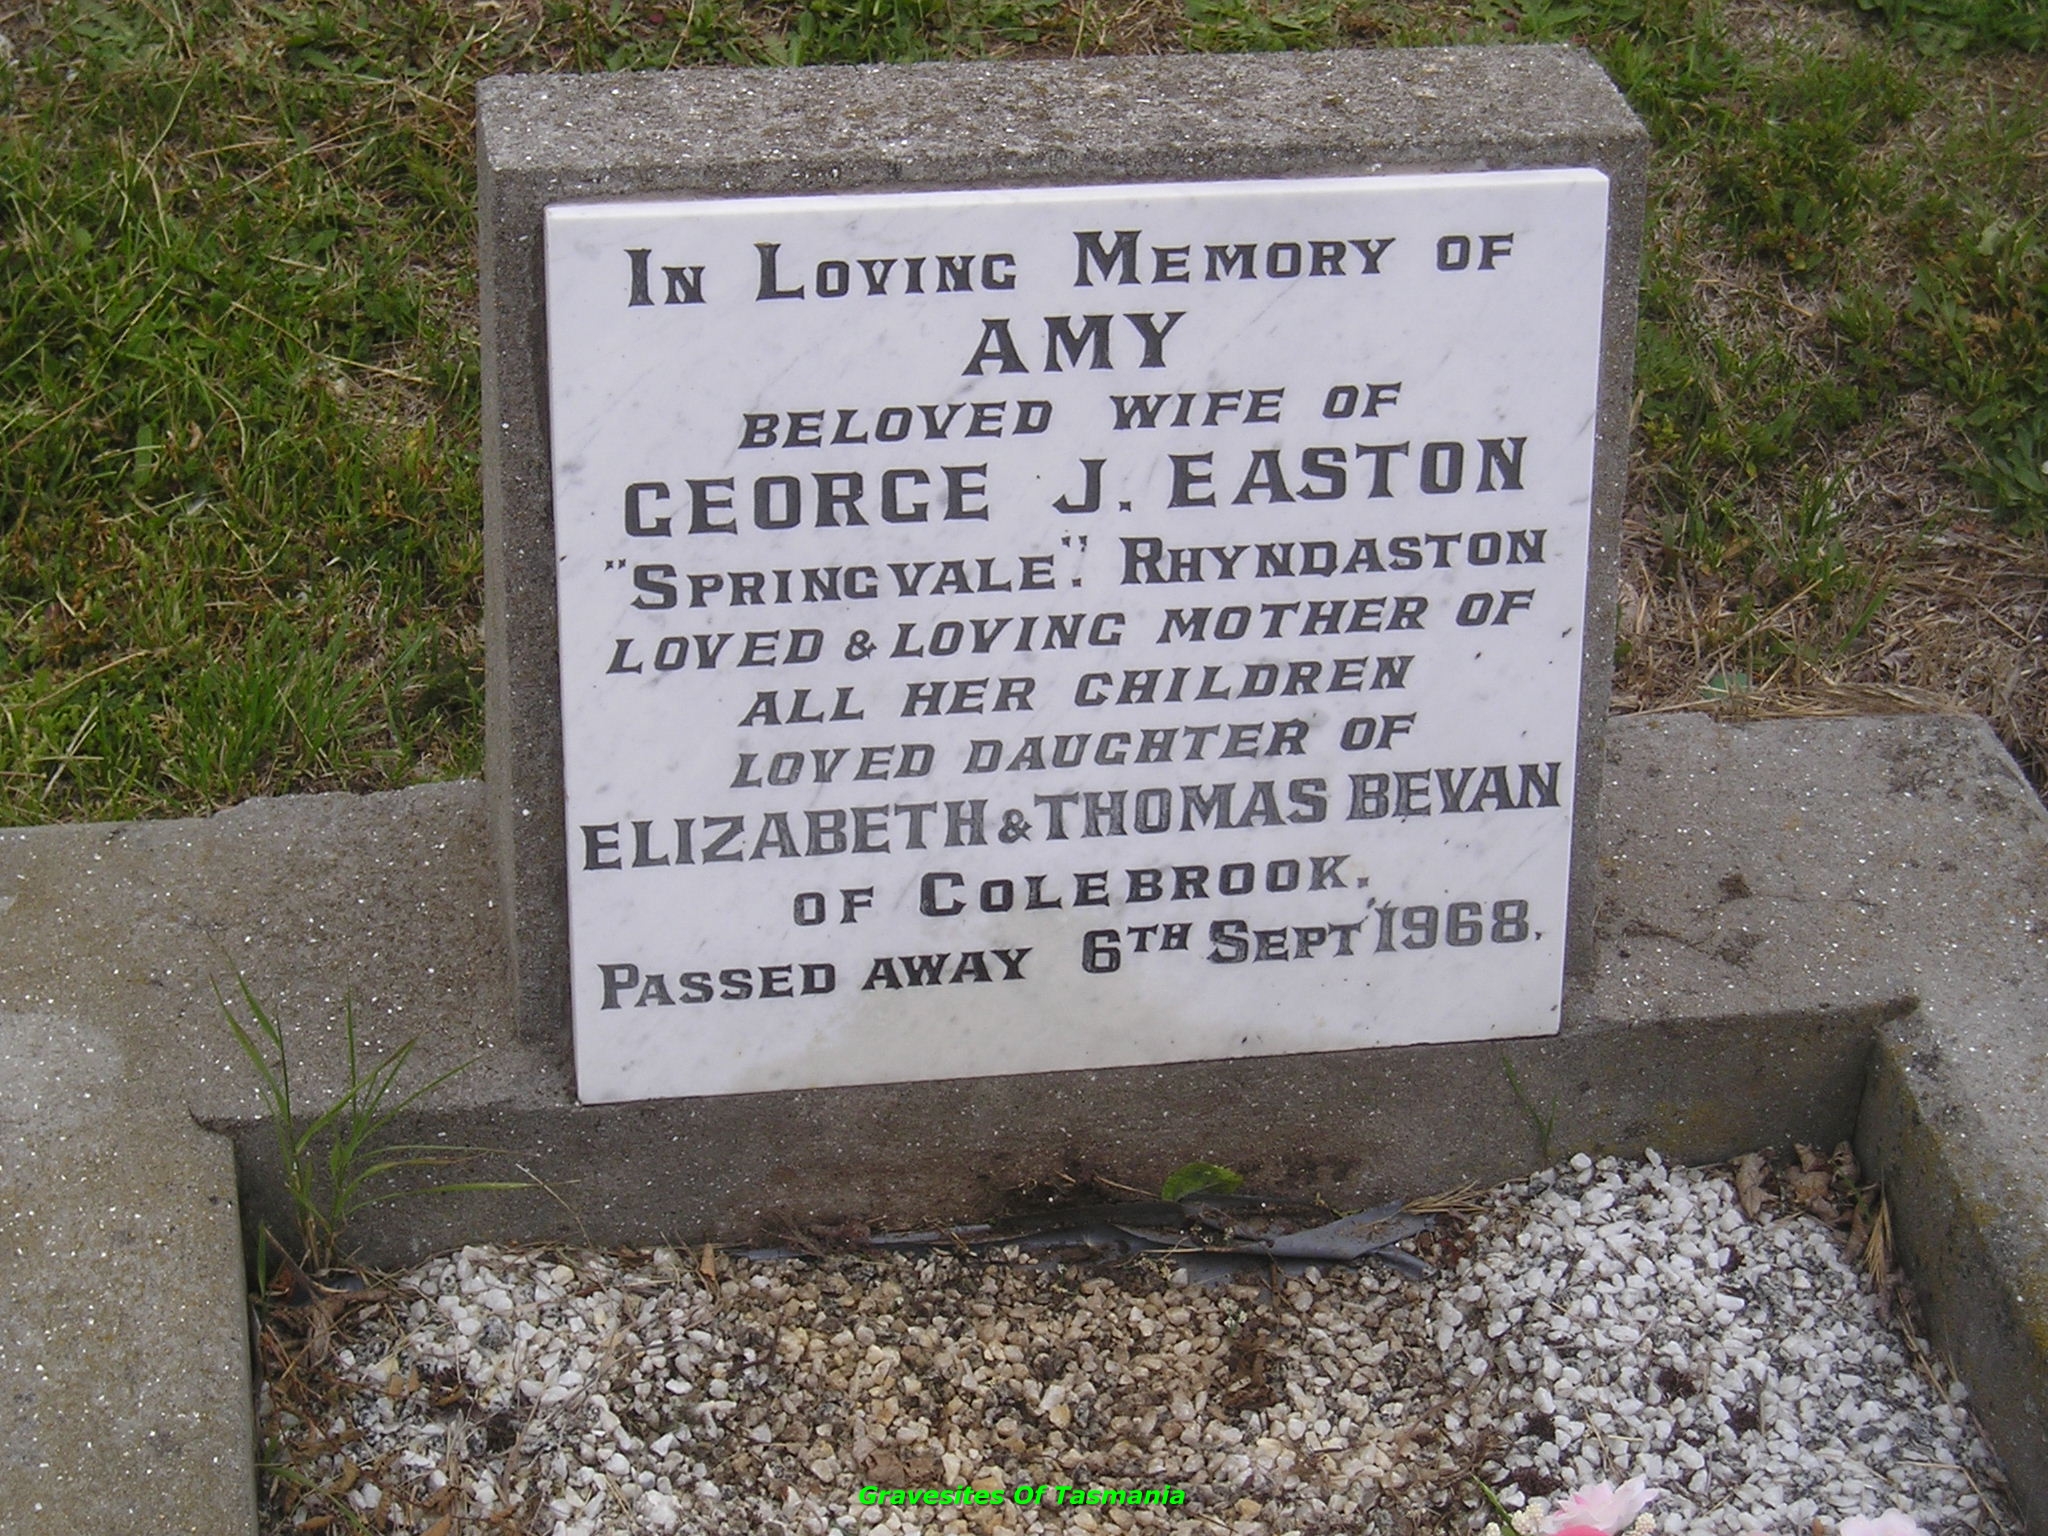 In Loving Memory of
AMY
BELOVED WIFE OF
GEORGE J. EASTON
"SPRINGVALE". RHYNDASTON
LOVED & LOVING MOTHER OF
ALL HER CHILDREN
LOVED DAUGHTER OF
ELIZABETH & THOMAS BEVAN
OF COLEBROOK.
PASSED AWAY 6TH SEPT 1968.
Gravesites Of Tasmania